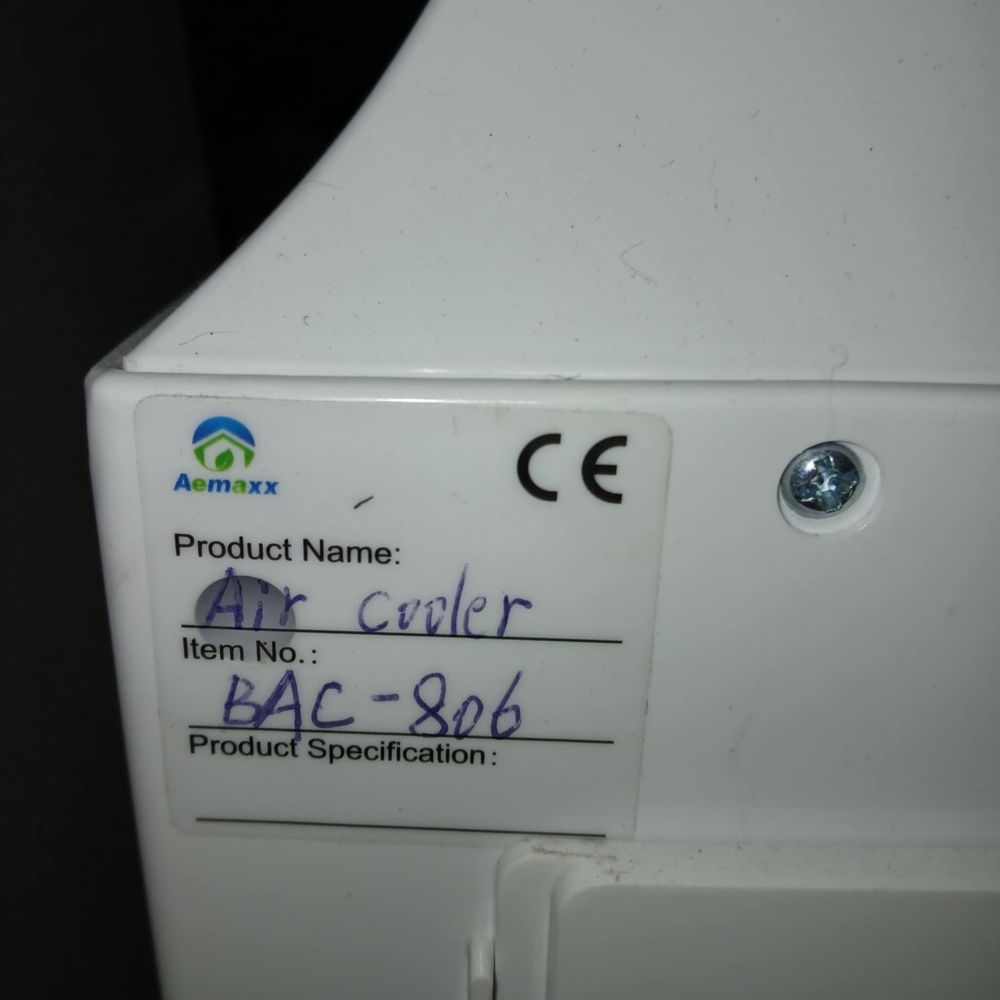 Aemaxx
CE
Product Name:
Air cooler
Item No.:
BAC-806
Product Specification: